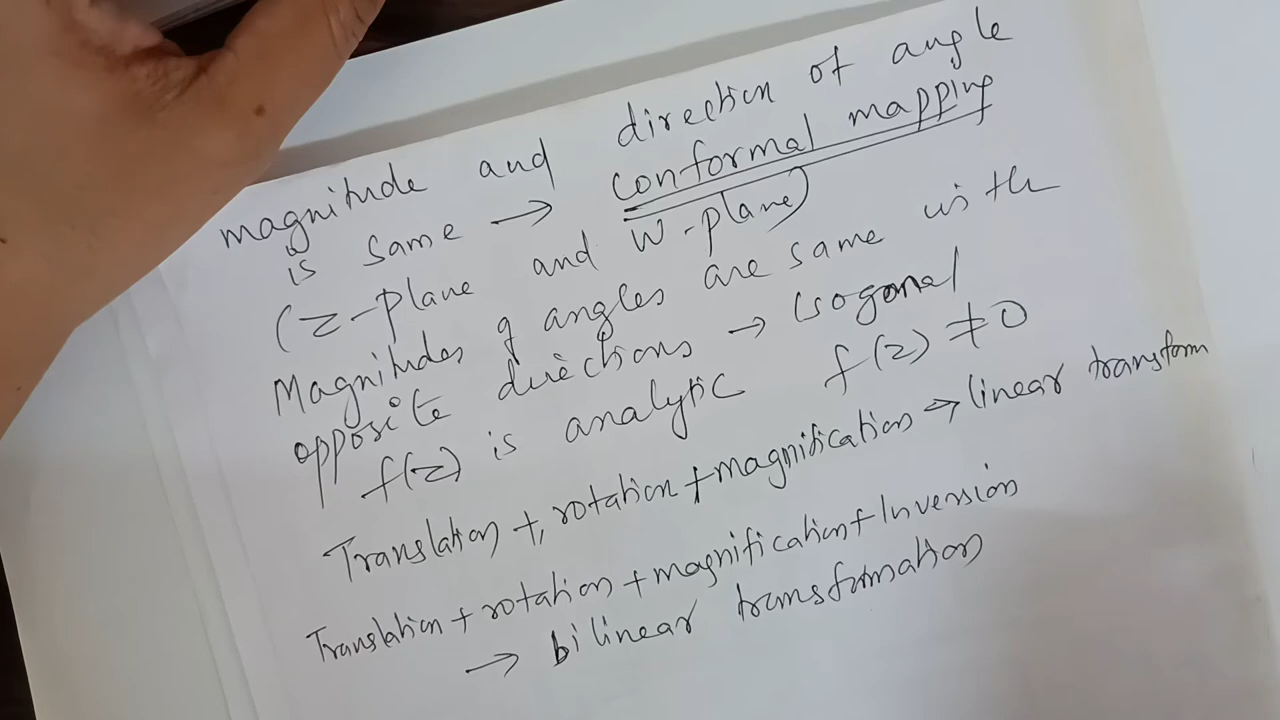 magnitude and direction of angle
is same → conformal mapping
(z-plane and w-plane)
Magnitudes of angles are same with
opposite directions → Isogonal
f(z) is analytic f(z) ≠ 0
Translation +, rotation + magnification → linear transform
Translation + rotation + magnification + Inversion
→ bilinear transformation